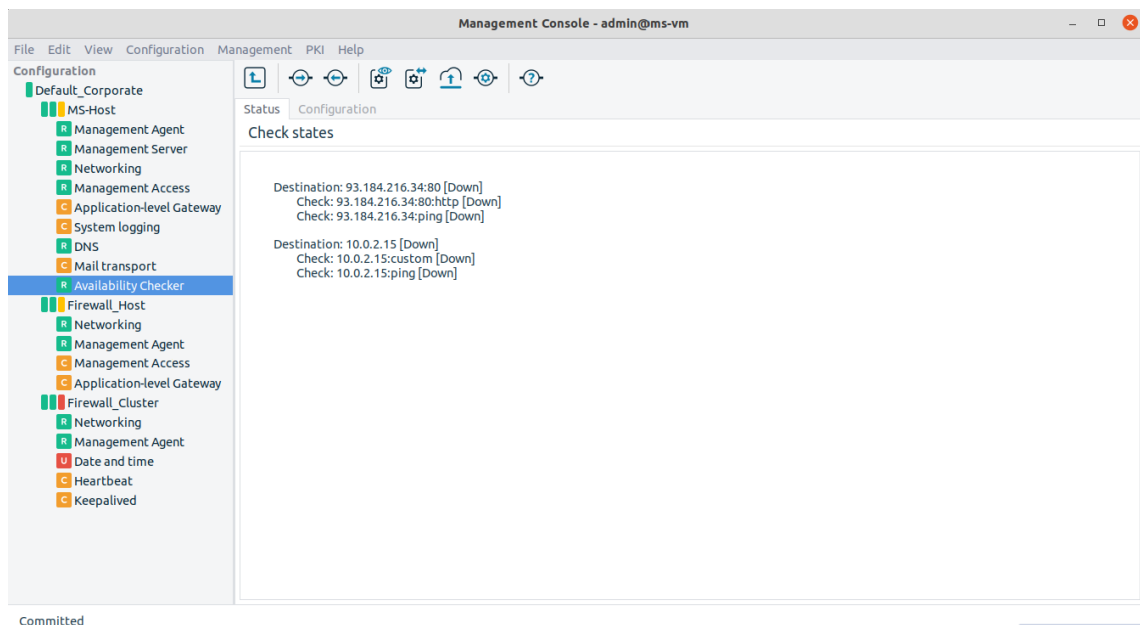 Management Console - admin@ms-vm
File Edit View Configuration Management PKI Help
Configuration
Default_Corporate
MS-Host
R Management Agent
R Management Server
R Networking
R Management Access
C Application-level Gateway
C System logging
R DNS
C Mail transport
R Availability Checker
Firewall_Host
R Networking
R Management Agent
C Management Access
C Application-level Gateway
Firewall_Cluster
R Networking
R Management Agent
U Date and time
C Heartbeat
C Keepalived
Status Configuration
Check states
Destination: 93.184.216.34:80 [Down]
Check: 93.184.216.34:80:http [Down]
Check: 93.184.216.34:ping [Down]
Destination: 10.0.2.15 [Down]
Check: 10.0.2.15:custom [Down]
Check: 10.0.2.15:ping [Down]
Committed